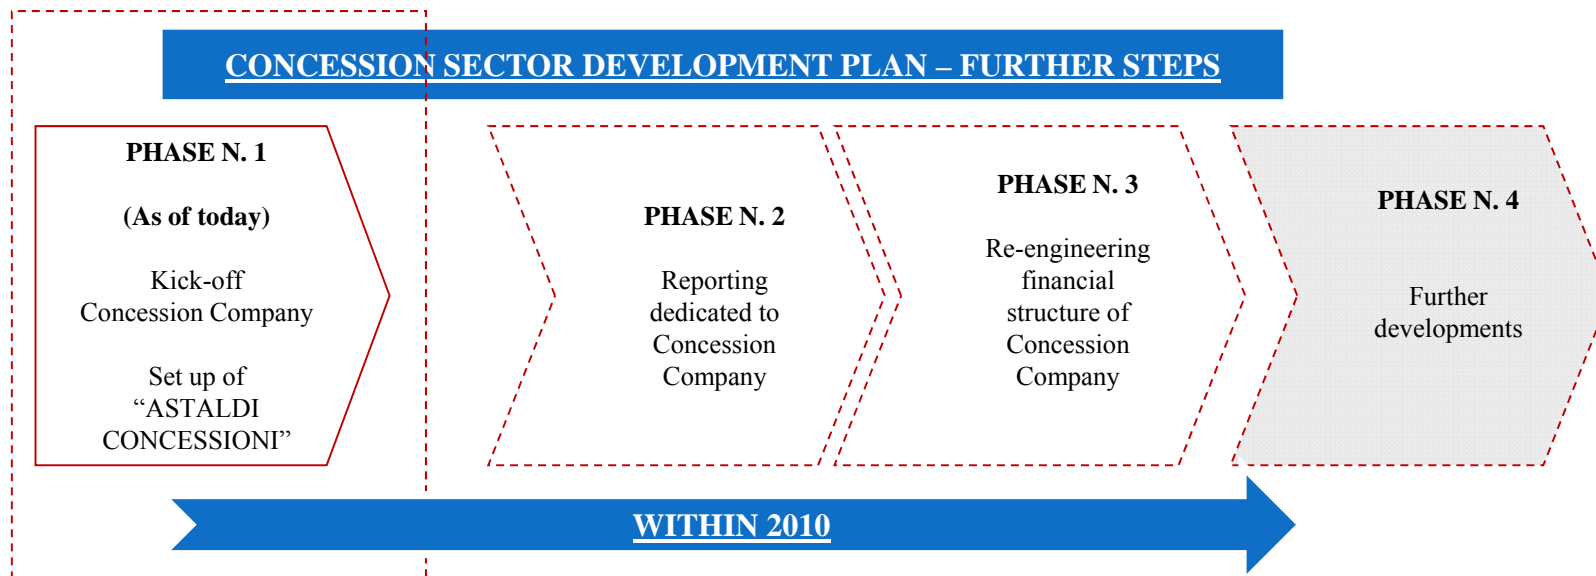 CONCESSION SECTOR DEVELOPMENT PLAN – FURTHER STEPS
PHASE N. 1
(As of today)
Kick-off
Concession Company
Set up of
“ASTALDI
CONCESSIONI”
PHASE N. 2
Reporting
dedicated to
Concession
Company
PHASE N. 3
Re-engineering
financial
structure of
Concession
Company
PHASE N. 4
Further
developments
WITHIN 2010